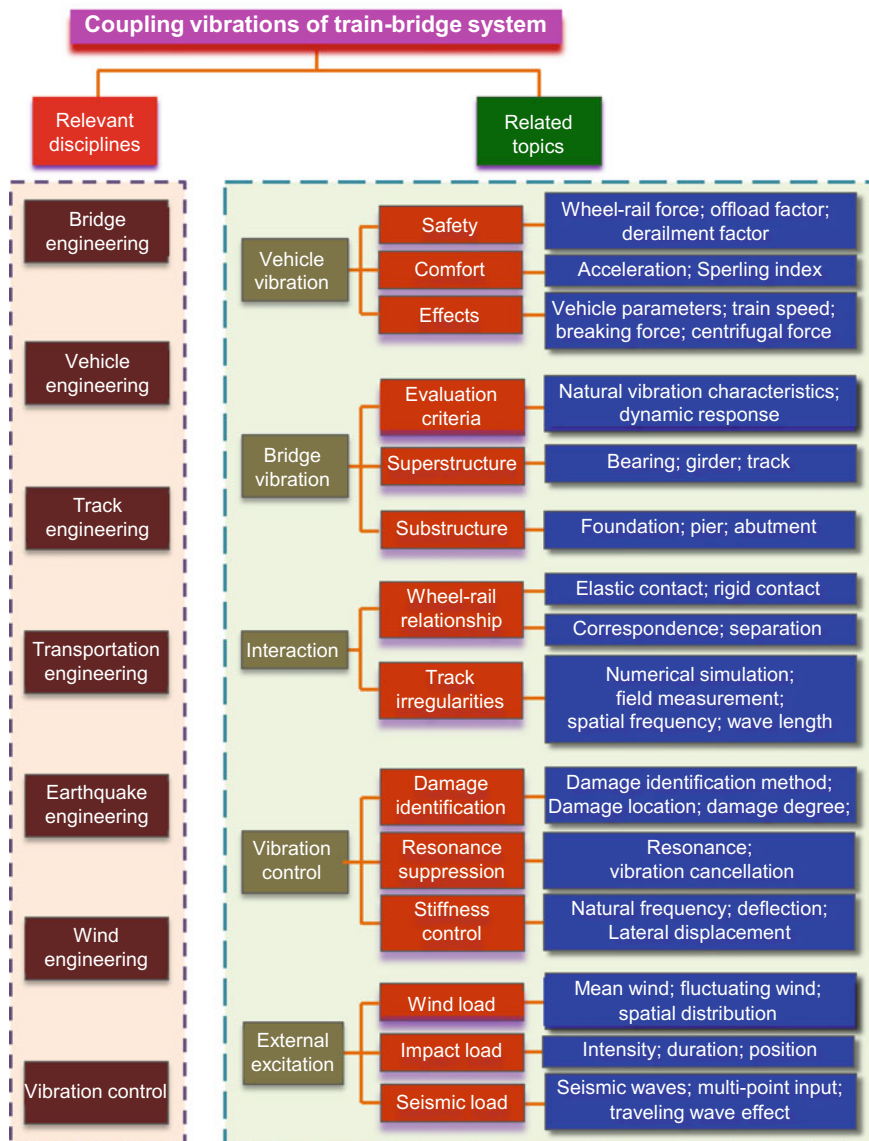 Coupling vibrations of train-bridge system
Relevant
disciplines
Related
topics
Bridge
engineering
Vehicle
engineering
Track
engineering
Transportation
engineering
Earthquake
engineering
Wind
engineering
Vibration control
Vehicle
vibration
Safety
Wheel-rail force; offload factor;
derailment factor
Comfort
Acceleration; Sperling index
Effects
Vehicle parameters; train speed;
breaking force; centrifugal force
Bridge
vibration
Evaluation
criteria
Natural vibration characteristics;
dynamic response
Superstructure
Bearing; girder; track
Substructure
Foundation; pier; abutment
Interaction
Wheel-rail
relationship
Elastic contact; rigid contact
Correspondence; separation
Track
irregularities
Numerical simulation;
field measurement;
spatial frequency; wave length
Vibration
control
Damage
identification
Damage identification method;
Damage location; damage degree;
Resonance
suppression
Resonance;
vibration cancellation
Stiffness
control
Natural frequency; deflection;
Lateral displacement
External
excitation
Wind load
Mean wind; fluctuating wind;
spatial distribution
Impact load
Intensity; duration; position
Seismic load
Seismic waves; multi-point input;
traveling wave effect